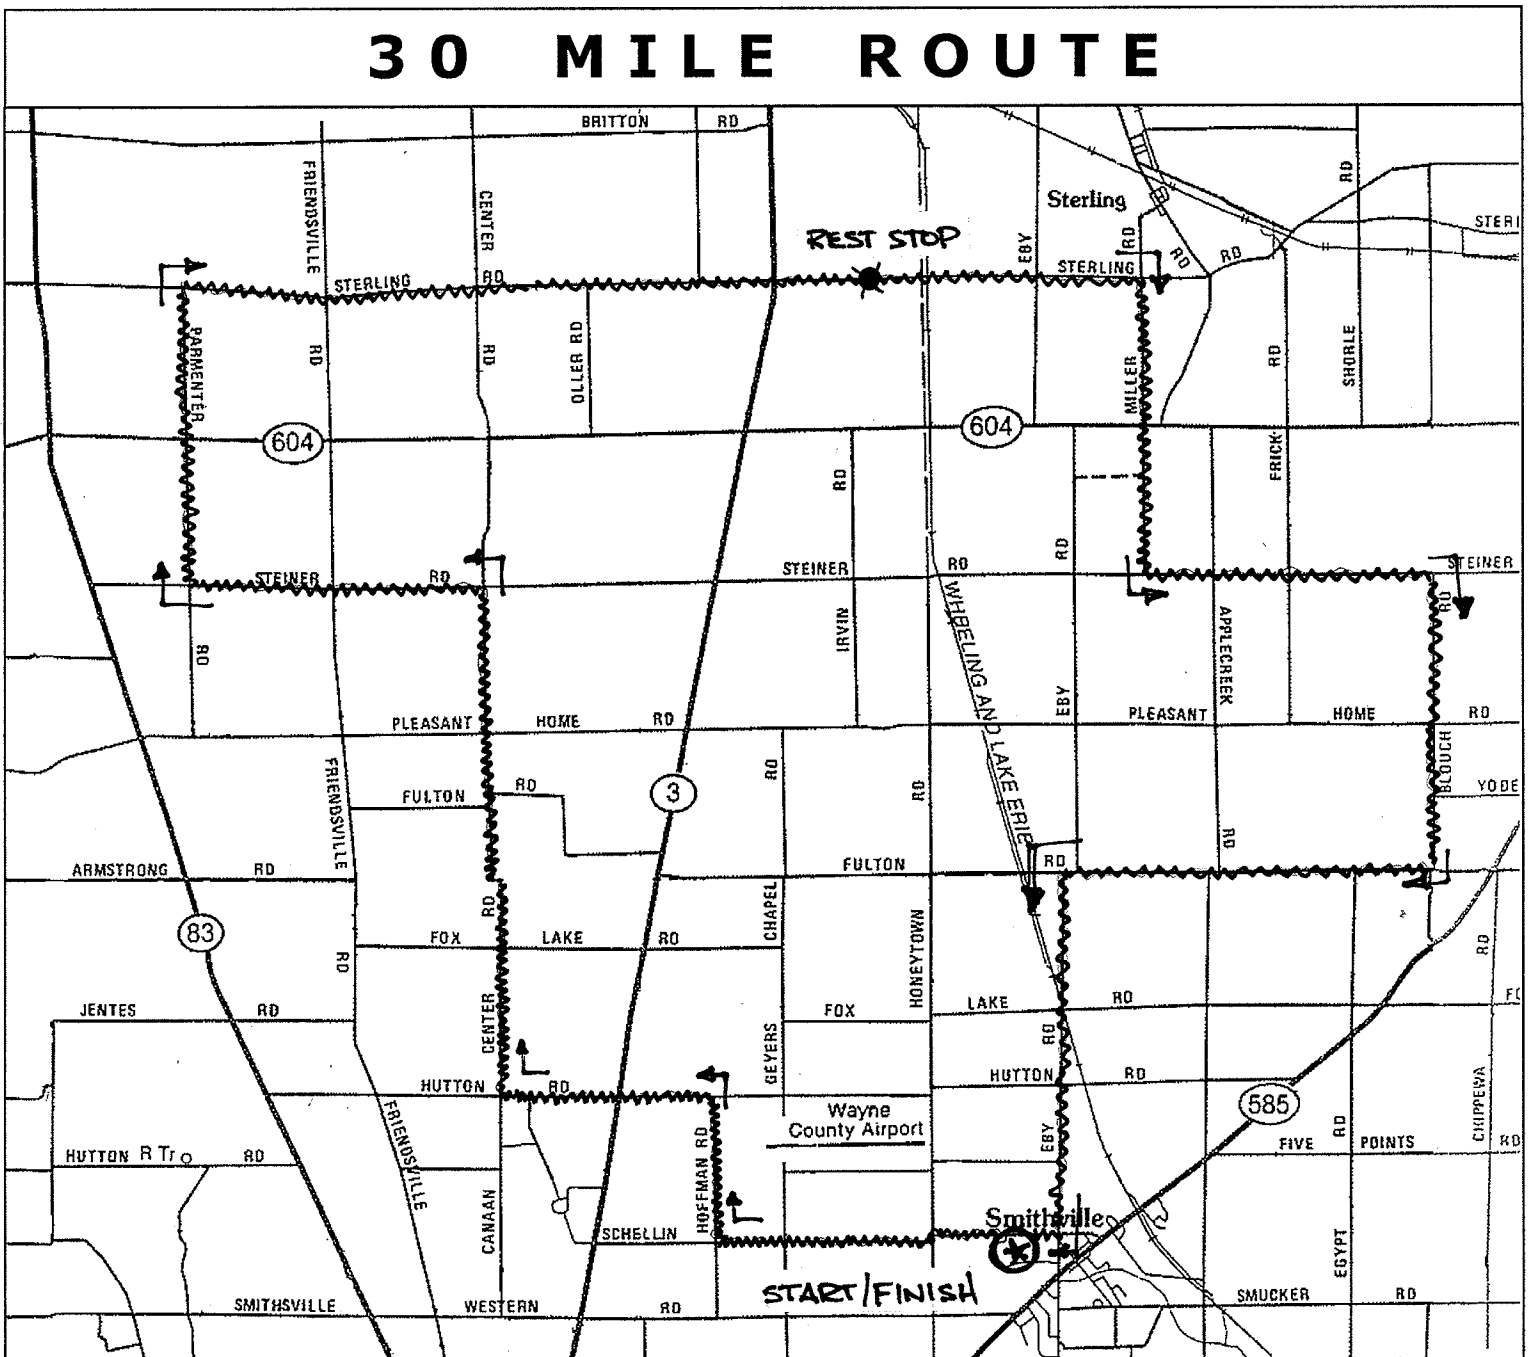 30 MILE ROUTE
BRITTON RD
FRIENDSVILLE
CENTER
RD
Sterling
STERI
REST STOP
EBY
RD
RD
RD
STERLING
RD
STERLING
PARMENTER
RD
RD
OLLER RD
MILLER
RD
SHORLE
604
604
RD
FRICK
STEINER
RD
STEINER
RD
RD
STEINER
RD
RD
IRVIN
WHEELING AND LAKE ERIE
APPLECREEK
EBY
PLEASANT
HOME
RD
PLEASANT
HOME
RD
FRIENDSVILLE
FULTON
RD
3
RD
RD
BLOUCH
YODE
ARMSTRONG
RD
FULTON
RD
RD
83
RD
CHAPEL
HONEYTOWN
RD
FOX
LAKE
RD
RD
JENTES
RD
CENTER
GEYERS
FOX
LAKE
RD
RD
HUTTON
RD
HUTTON
RD
585
CHIPPEWA
FRIENDSVILLE
Wayne
County Airport
HUTTON R Tr
RD
HOFFMAN RD
EBY
RD
FIVE
POINTS
RD
CANAAN
SCHELLIN
Smithville
EGYPT
START/FINISH
SMITHSVILLE
WESTERN
RD
SMUCKER
RD